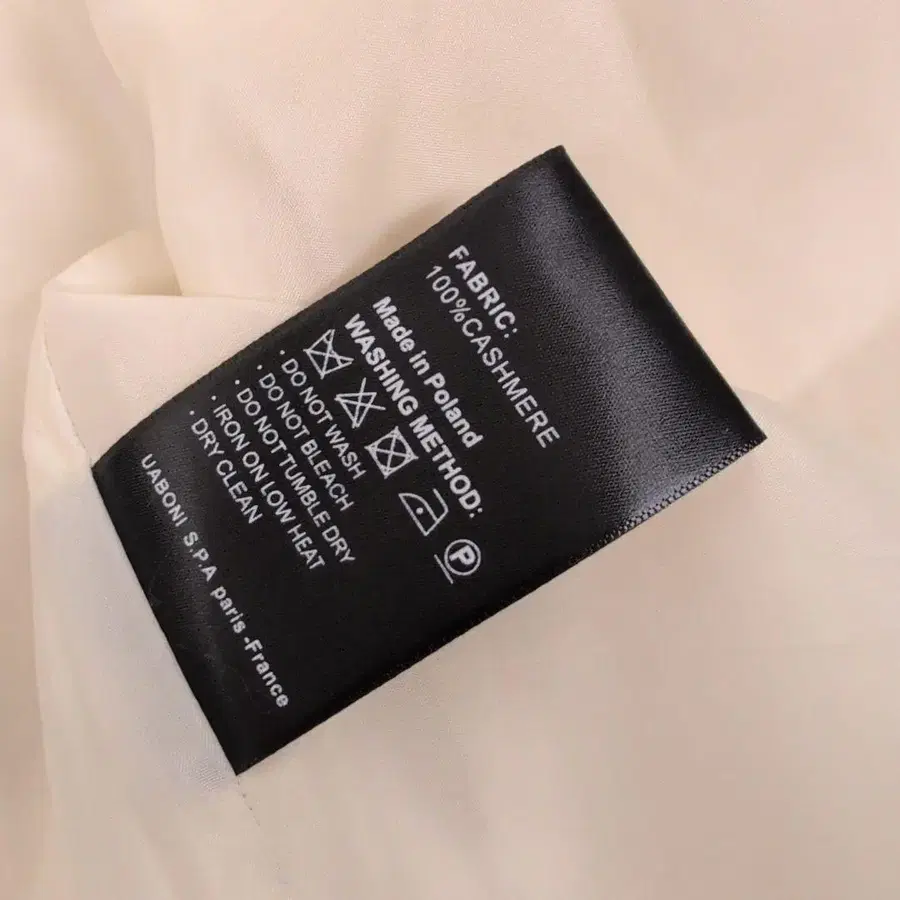 FABRIC:
100%CASHMERE
Made in Poland
WASHING METHOD:
P
· DO NOT WASH
· DO NOT BLEACH
· DO NOT TUMBLE DRY
· IRON ON LOW HEAT
· DRY CLEAN
UABONI S.P.A paris -France